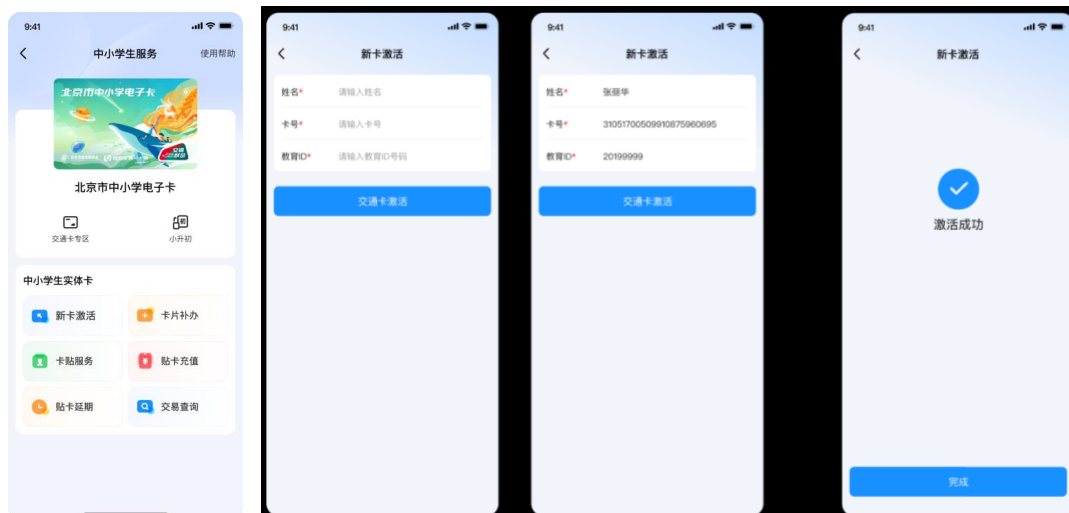 9:41
中小学生服务
使用帮助
北京市中小学电子卡
北京市中小学电子卡
交通卡专区
小升初
中小学生实体卡
新卡激活
卡片补办
卡贴服务
贴卡充值
贴卡延期
交易查询
9:41
新卡激活
姓名* 请输入姓名
卡号* 请输入卡号
教育ID* 请输入教育ID号码
交通卡激活
9:41
新卡激活
姓名* 张丽华
卡号* 31051700509910875960695
教育ID* 20199999
交通卡激活
9:41
新卡激活
激活成功
完成